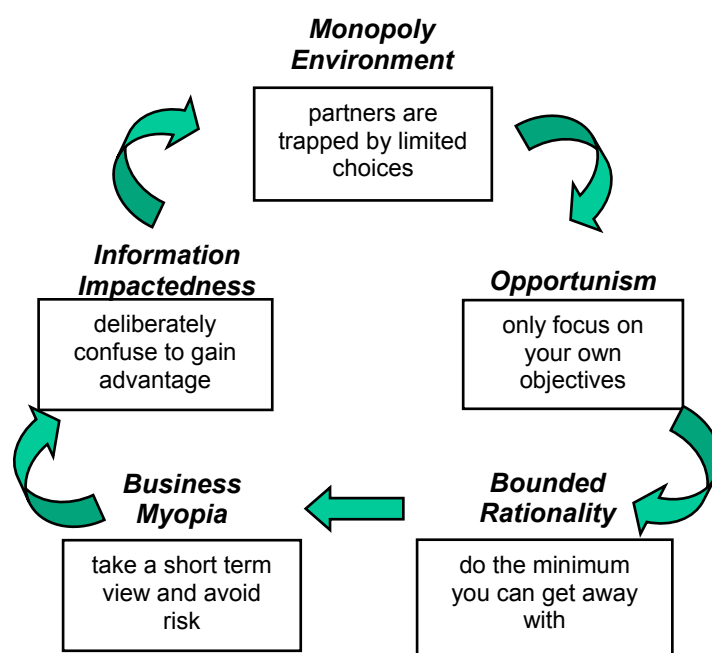 Monopoly
Environment
partners are
trapped by limited
choices
Information
Impactedness
deliberately
confuse to gain
advantage
Opportunism
only focus on
your own
objectives
Business
Myopia
take a short term
view and avoid
risk
Bounded
Rationality
do the minimum
you can get away
with